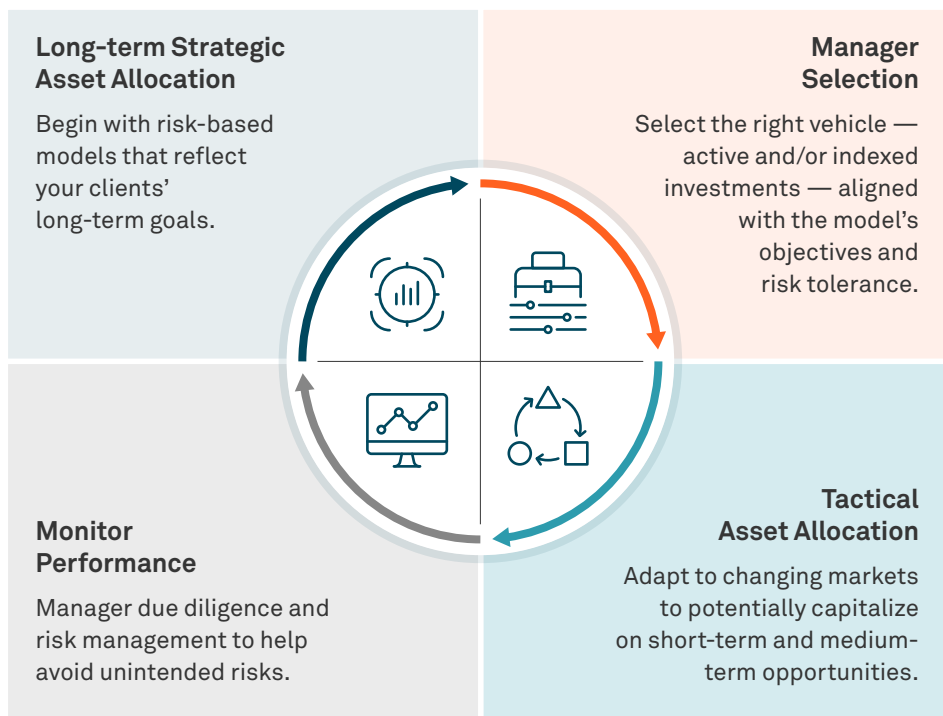 Long-term Strategic
Asset Allocation
Begin with risk-based
models that reflect
your clients’
long-term goals.
Manager
Selection
Select the right vehicle —
active and/or indexed
investments — aligned
with the model’s
objectives and
risk tolerance.
Monitor
Performance
Manager due diligence and
risk management to help
avoid unintended risks.
Tactical
Asset Allocation
Adapt to changing markets
to potentially capitalize
on short-term and medium-
term opportunities.